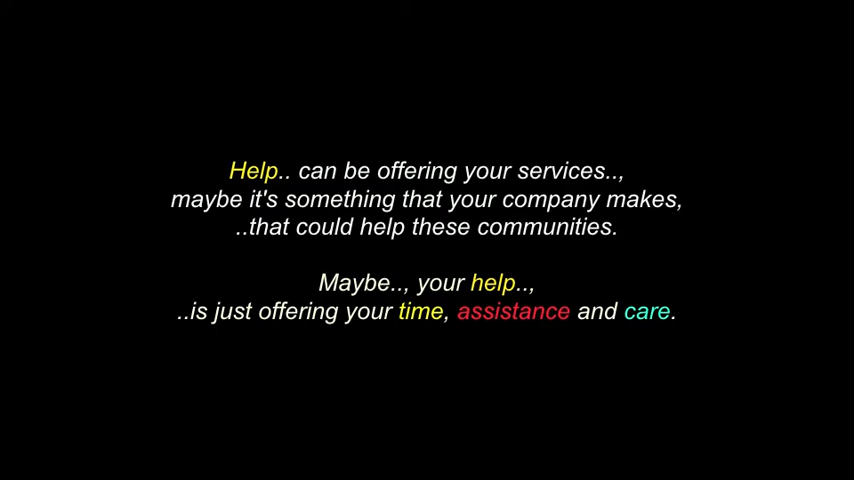 Help.. can be offering your services..,
maybe it's something that your company makes,
..that could help these communities.
Maybe.., your help..,
..is just offering your time, assistance and care.